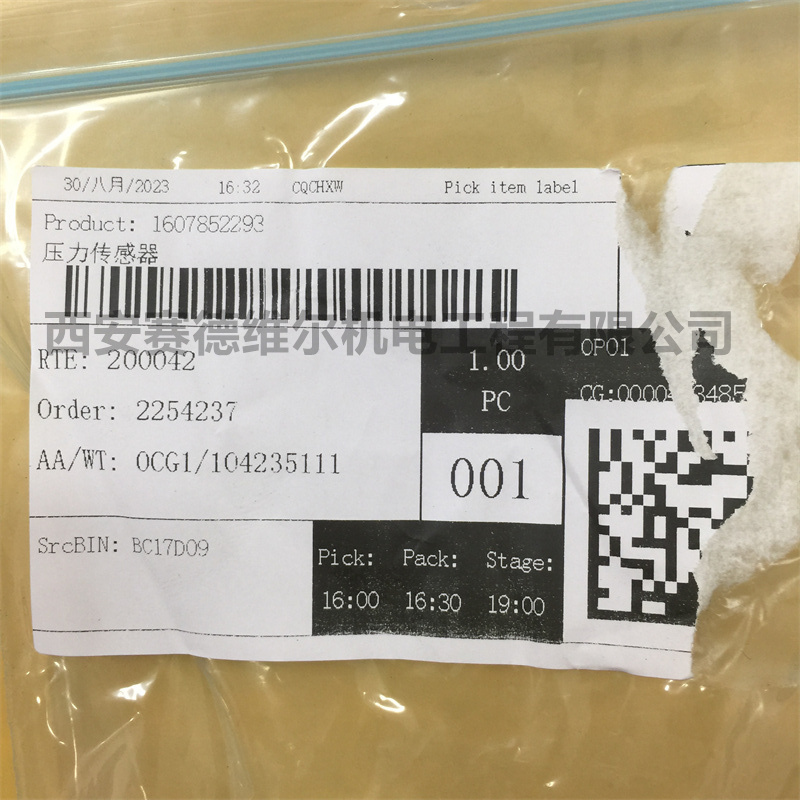 30/八月/2023 16:32 CQCHXW Pick item label
Product: 1607852293
压力传感器
西安赛德维尔机电工程有限公司
RTE: 200042
1.00
PC
OP01
Order: 2254237
AA/WT: OCG1/104235111
001
SrcBIN: BC17D09
Pick: Pack: Stage:
16:00 16:30 19:00